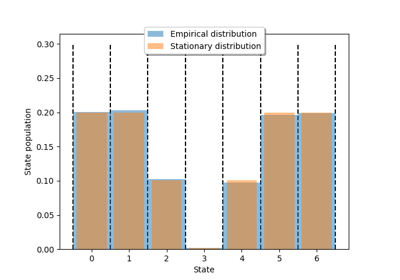 Empirical distribution
Stationary distribution
0.30
0.25
0.20
0.15
0.10
0.05
0.00
State population
0 1 2 3 4 5 6
State